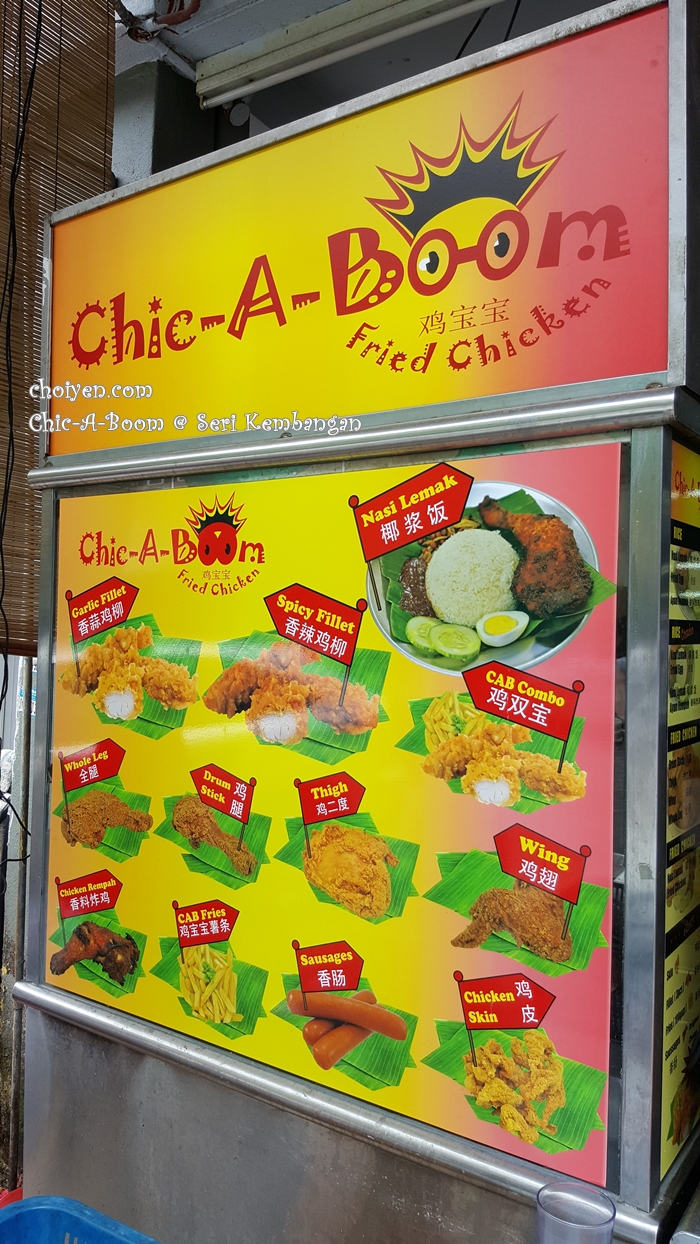 Chic-A-Boom
鸡宝宝
Fried Chicken
choiyen.com
Chic-A-Boom @ Seri Kembangan
Chic-A-Boom
鸡宝宝
Fried Chicken
Nasi Lemak
椰浆饭
Garlic Fillet
香蒜鸡柳
Spicy Fillet
香辣鸡柳
CAB Combo
鸡双宝
Whole Leg
全腿
Drum
Stick
鸡
腿
Thigh
鸡二度
Wing
鸡翅
Chicken Rempah
香料炸鸡
CAB Fries
鸡宝宝薯条
Sausages
香肠
Chicken
Skin
鸡
皮
RICE
RICE
FRIED CHICKEN